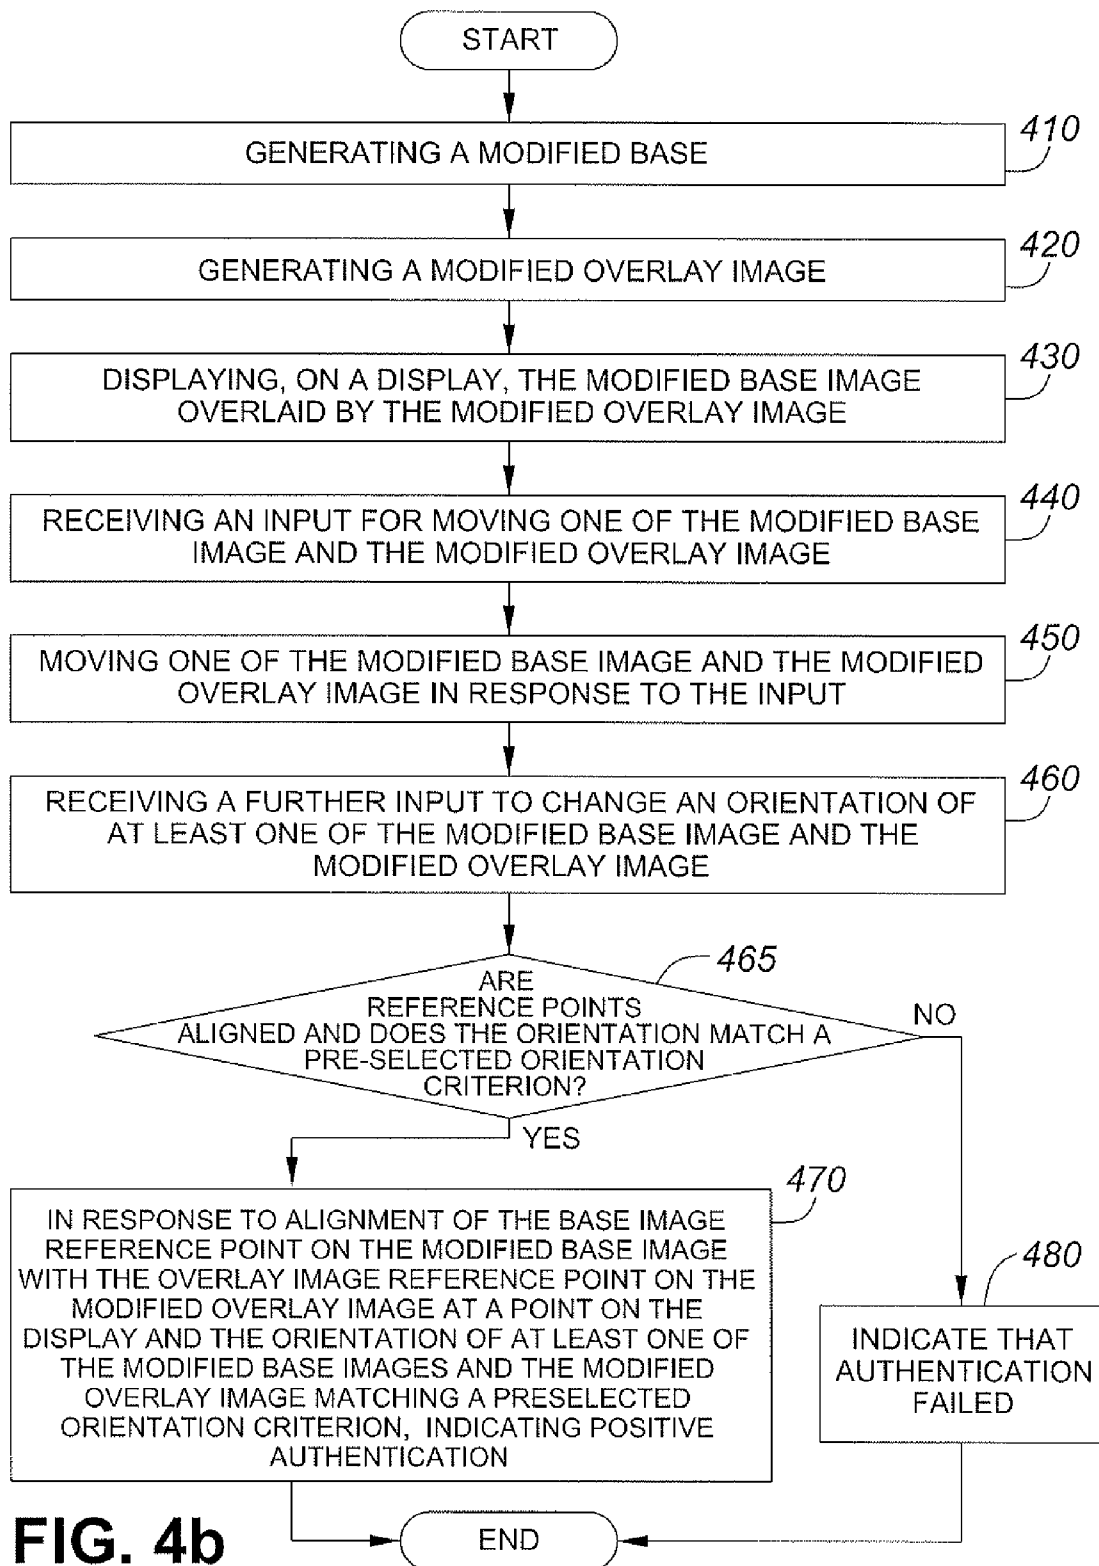 START
410
GENERATING A MODIFIED BASE
420
GENERATING A MODIFIED OVERLAY IMAGE
430
DISPLAYING, ON A DISPLAY, THE MODIFIED BASE IMAGE
OVERLAID BY THE MODIFIED OVERLAY IMAGE
440
RECEIVING AN INPUT FOR MOVING ONE OF THE MODIFIED BASE
IMAGE AND THE MODIFIED OVERLAY IMAGE
450
MOVING ONE OF THE MODIFIED BASE IMAGE AND THE MODIFIED
OVERLAY IMAGE IN RESPONSE TO THE INPUT
460
RECEIVING A FURTHER INPUT TO CHANGE AN ORIENTATION OF
AT LEAST ONE OF THE MODIFIED BASE IMAGE AND THE
MODIFIED OVERLAY IMAGE
465
ARE
REFERENCE POINTS
ALIGNED AND DOES THE ORIENTATION MATCH A
PRE-SELECTED ORIENTATION
CRITERION?
NO
YES
470
IN RESPONSE TO ALIGNMENT OF THE BASE IMAGE
REFERENCE POINT ON THE MODIFIED BASE IMAGE
WITH THE OVERLAY IMAGE REFERENCE POINT ON THE
MODIFIED OVERLAY IMAGE AT A POINT ON THE
DISPLAY AND THE ORIENTATION OF AT LEAST ONE OF
THE MODIFIED BASE IMAGES AND THE MODIFIED
OVERLAY IMAGE MATCHING A PRESELECTED
ORIENTATION CRITERION, INDICATING POSITIVE
AUTHENTICATION
480
INDICATE THAT
AUTHENTICATION
FAILED
END
FIG. 4b